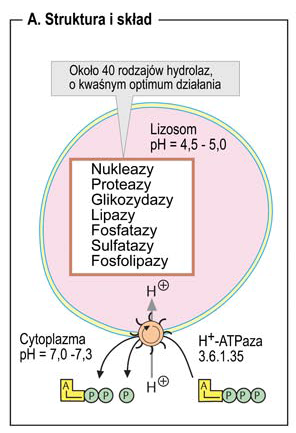 A. Struktura i skład
Około 40 rodzajów hydrolaz,
o kwaśnym optimum działania
Lizosom
pH = 4,5 - 5,0
Nukleazy
Proteazy
Glikozydazy
Lipazy
Fosfatazy
Sulfatazy
Fosfolipazy
H⊕
Cytoplazma
pH = 7,0 -7,3
H+-ATPaza
3.6.1.35
A P P P
H⊕
A P P P